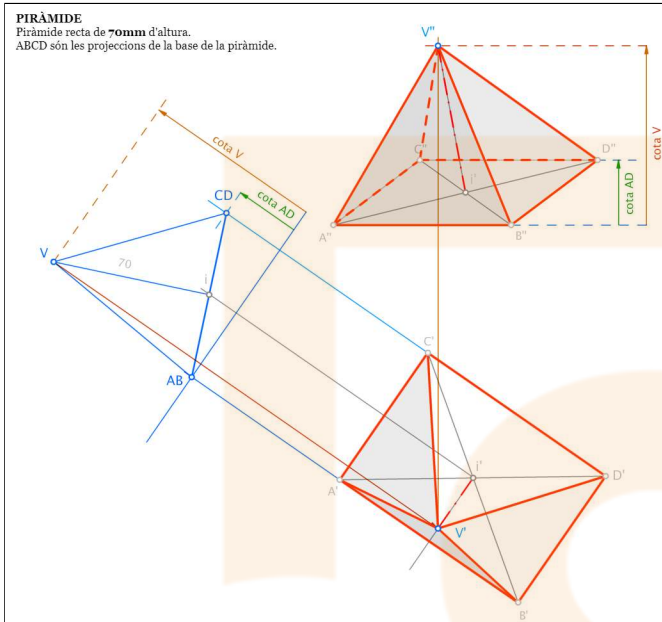 PIRÀMIDE
Piràmide recta de 70mm d'altura.
ABCD són les projeccions de la base de la piràmide.
V"
cota V
C"
D"
cota V
CD
cota AD
i'
cota AD
A"
B"
V
70
i
AB
C'
A'
i'
D'
V'
B'